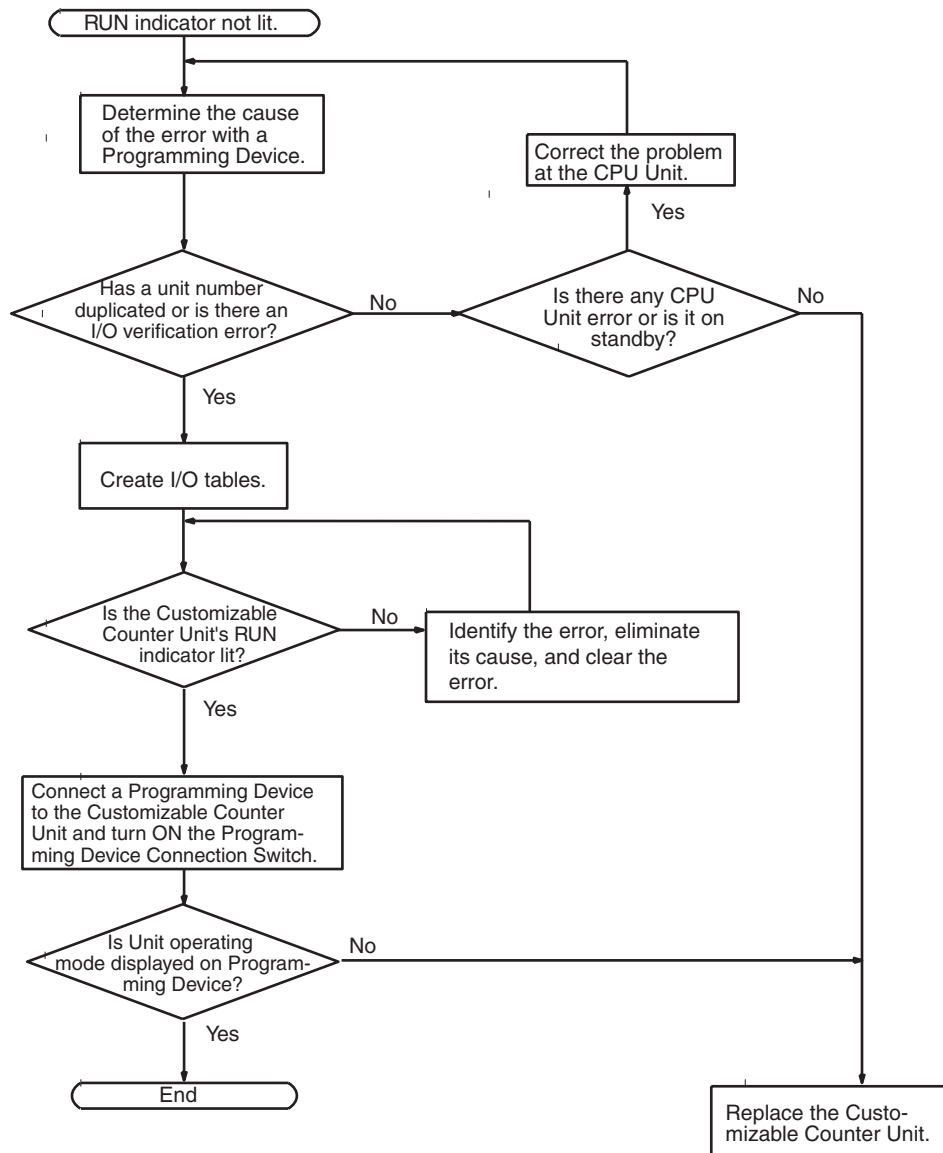 RUN indicator not lit.
Determine the cause
of the error with a
Programming Device.
Correct the problem
at the CPU Unit.
Yes
Has a unit number
duplicated or is there an
I/O verification error?
No
Is there any CPU
Unit error or is it on
standby?
No
Yes
Create I/O tables.
Is the Customizable
Counter Unit's RUN
indicator lit?
No
Identify the error, eliminate
its cause, and clear the
error.
Yes
Connect a Programming Device
to the Customizable Counter
Unit and turn ON the Program-
ming Device Connection Switch.
Is Unit operating
mode displayed on Program-
ming Device?
No
Yes
End
Replace the Custo-
mizable Counter Unit.